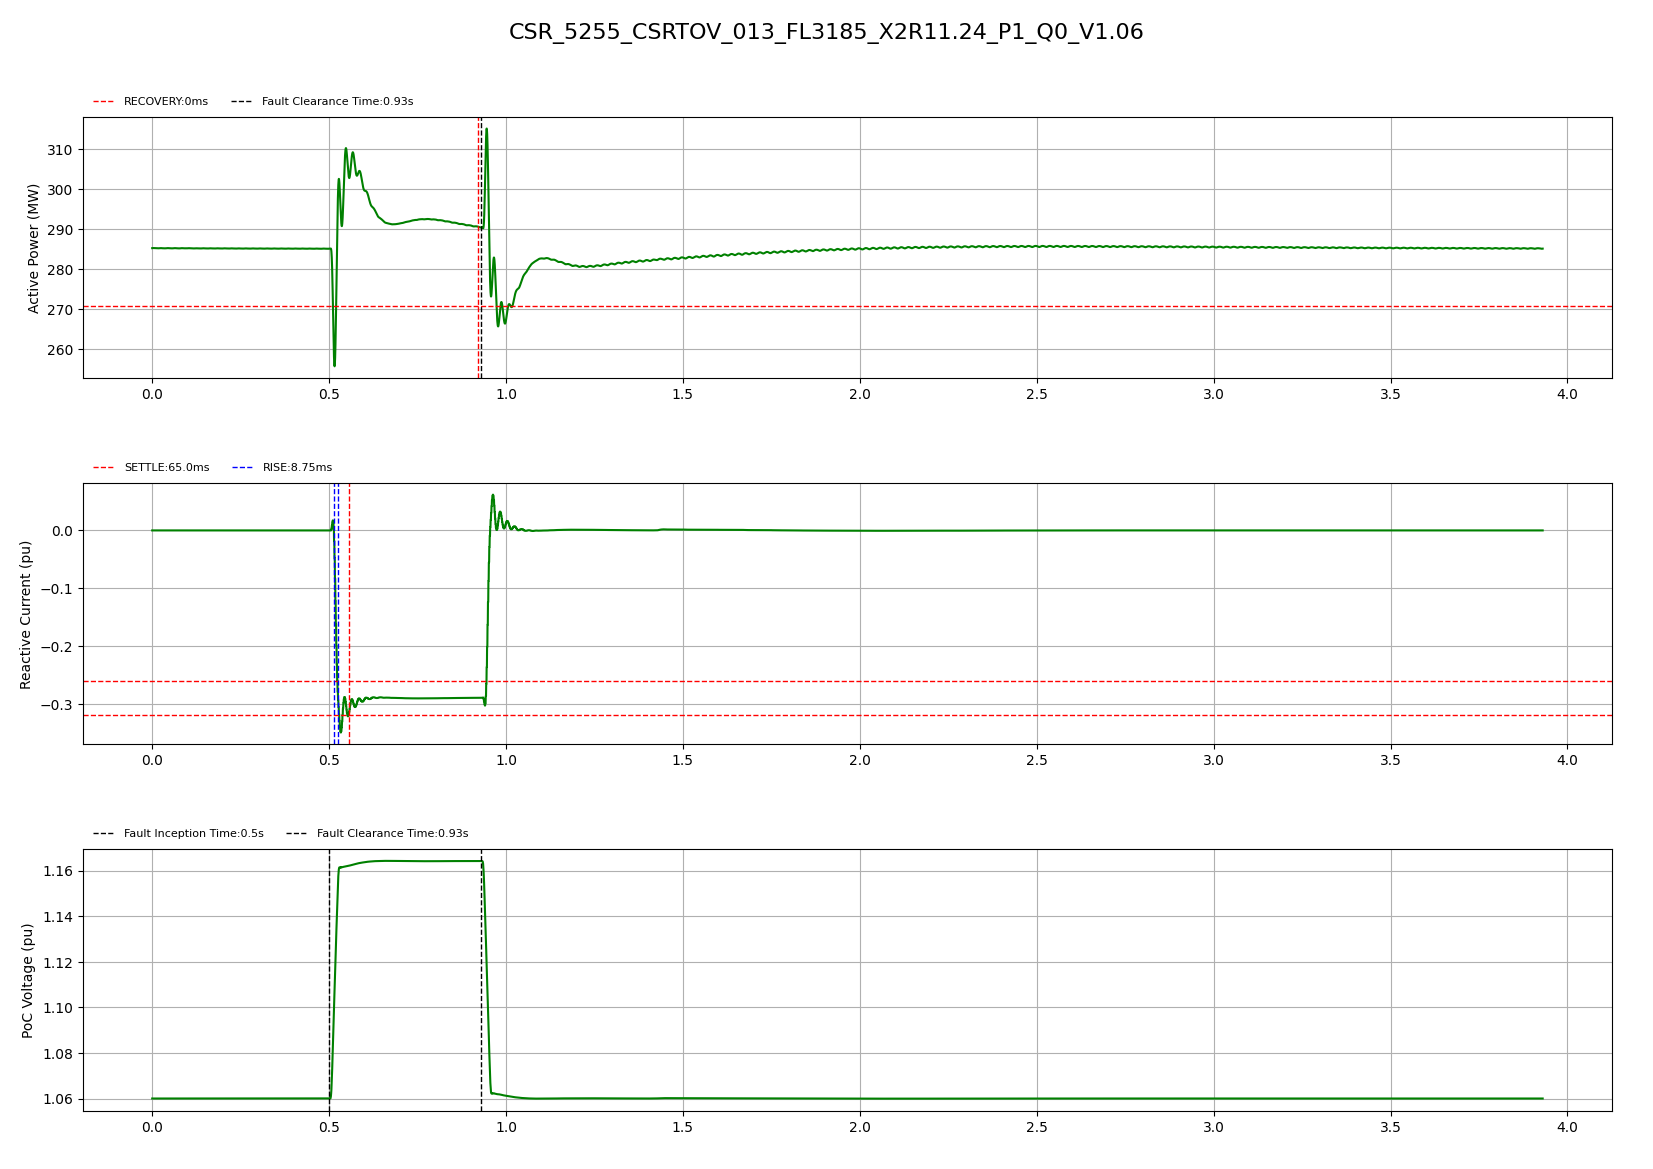 CSR_5255_CSRTOV_013_FL3185_X2R11.24_P1_Q0_V1.06
RECOVERY:0ms Fault Clearance Time:0.93s
Active Power (MW)
310
300
290
280
270
260
0.0 0.5 1.0 1.5 2.0 2.5 3.0 3.5 4.0
SETTLE:65.0ms RISE:8.75ms
Reactive Current (pu)
0.0
−0.1
−0.2
−0.3
0.0 0.5 1.0 1.5 2.0 2.5 3.0 3.5 4.0
Fault Inception Time:0.5s Fault Clearance Time:0.93s
PoC Voltage (pu)
1.16
1.14
1.12
1.10
1.08
1.06
0.0 0.5 1.0 1.5 2.0 2.5 3.0 3.5 4.0